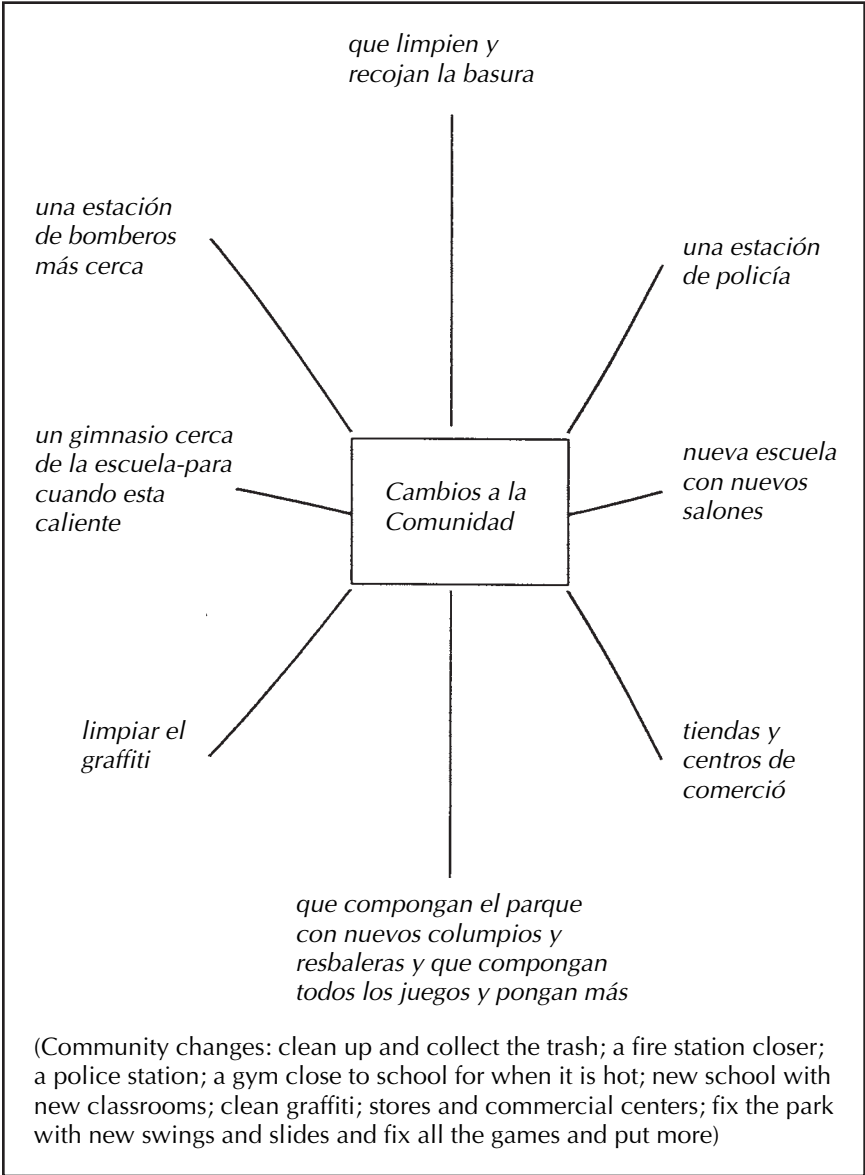 que limpien y
recojan la basura
una estación
de bomberos
más cerca
una estación
de policía
un gimnasio cerca
de la escuela-para
cuando esta
caliente
Cambios a la
Comunidad
nueva escuela
con nuevos
salones
limpiar el
graffiti
tiendas y
centros de
comerció
que compongan el parque
con nuevos columpios y
resbaleras y que compongan
todos los juegos y pongan más
(Community changes: clean up and collect the trash; a fire station closer;
a police station; a gym close to school for when it is hot; new school with
new classrooms; clean graffiti; stores and commercial centers; fix the park
with new swings and slides and fix all the games and put more)